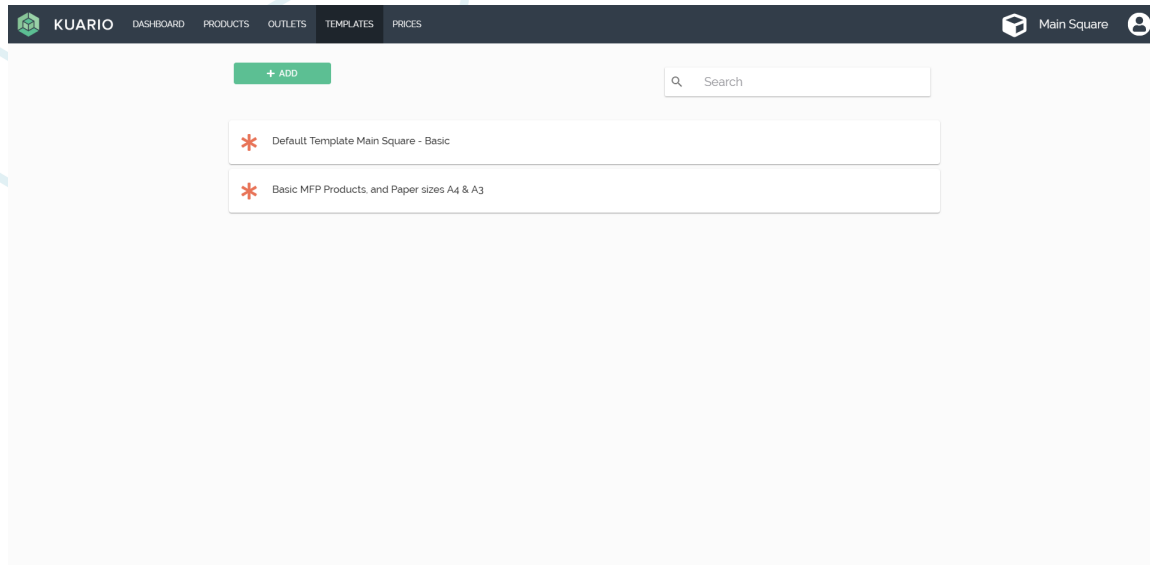 KUARIO DASHBOARD PRODUCTS OUTLETS TEMPLATES PRICES Main Square
+ ADD
Search
Default Template Main Square - Basic
Basic MFP Products, and Paper sizes A4 & A3